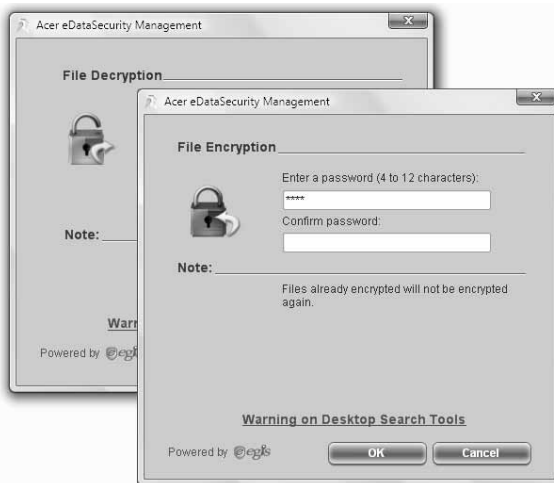 Acer eDataSecurity Management
File Decryption
Note:
Powered by egis
Acer eDataSecurity Management
File Encryption
Enter a password (4 to 12 characters):
****
Confirm password:
Note:
Files already encrypted will not be encrypted
again.
Warning on Desktop Search Tools
Powered by egis
OK
Cancel